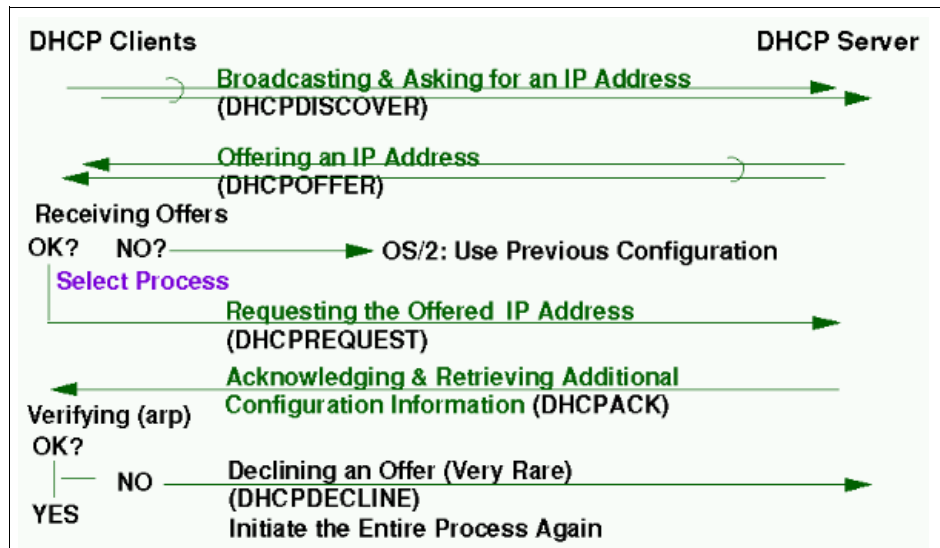 DHCP Clients DHCP Server
Broadcasting & Asking for an IP Address
(DHCPDISCOVER)
Offering an IP Address
(DHCPOFFER)
Receiving Offers
OK? NO? OS/2: Use Previous Configuration
Select Process
Requesting the Offered IP Address
(DHCPREQUEST)
Acknowledging & Retrieving Additional
Configuration Information (DHCPACK)
Verifying (arp)
OK?
NO Declining an Offer (Very Rare)
(DHCPDECLINE)
YES
Initiate the Entire Process Again